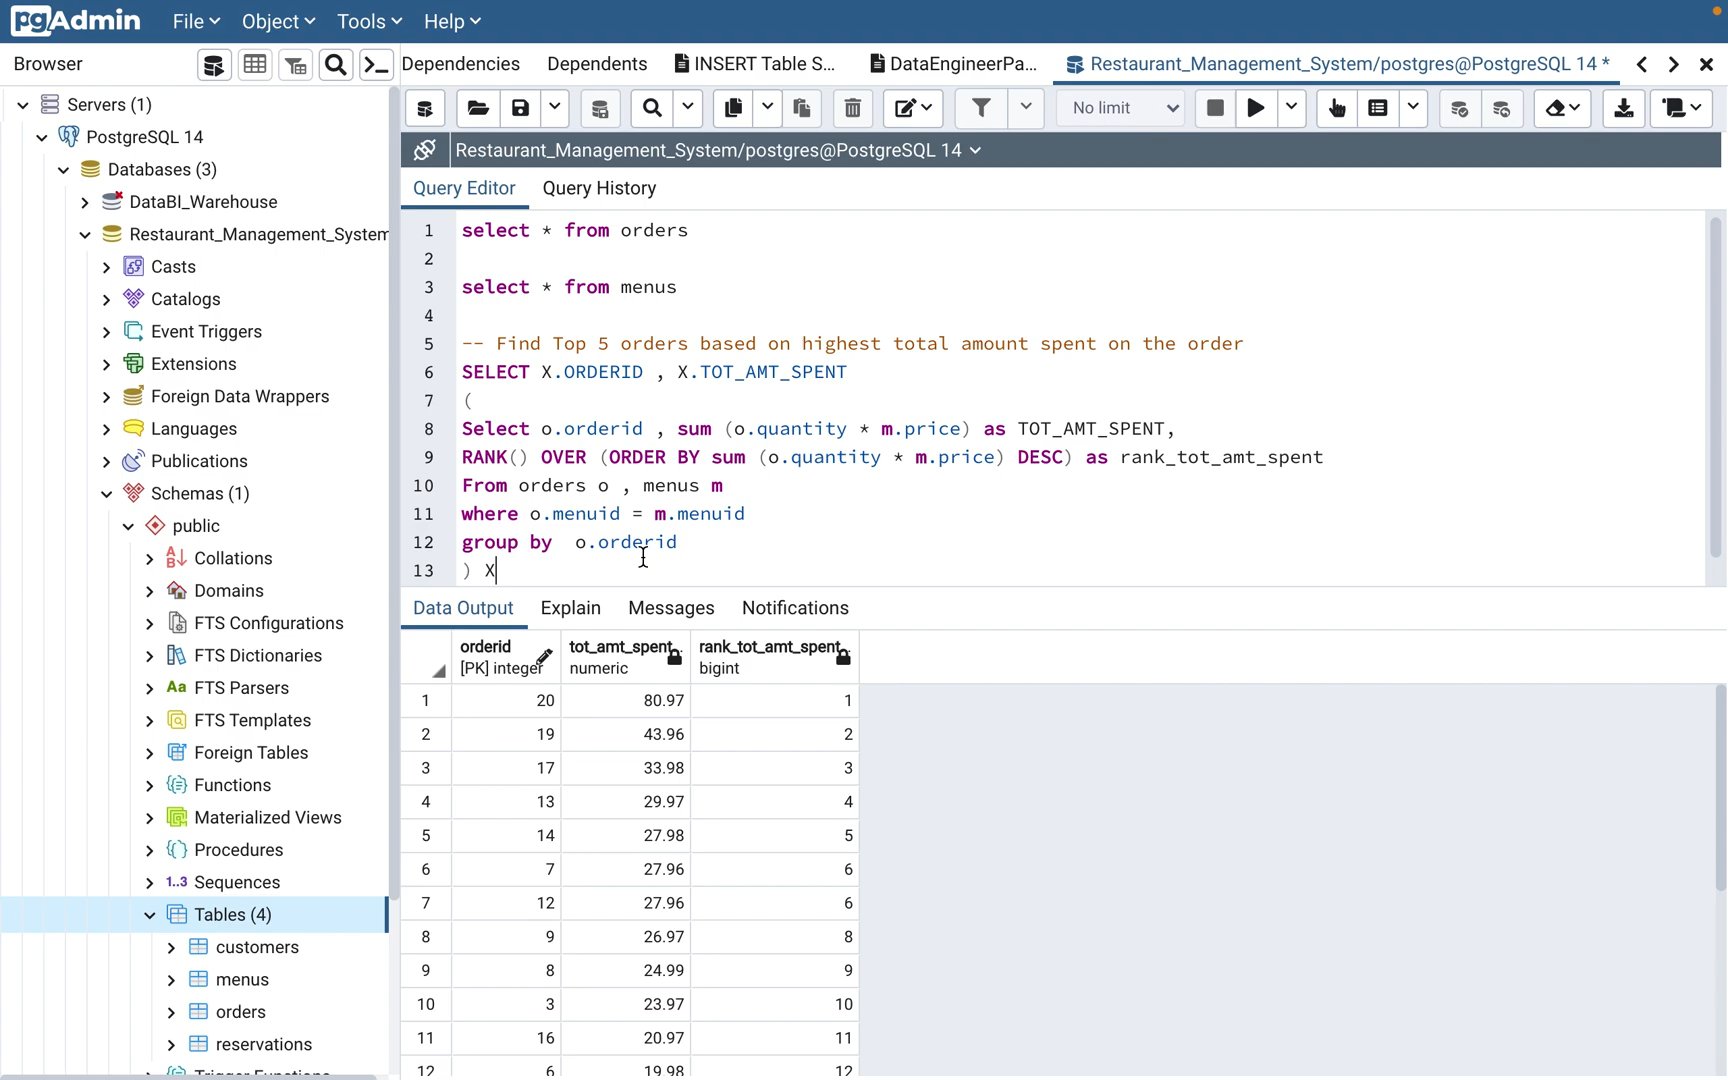 pgAdmin File Object Tools Help
Browser Dependencies Dependents INSERT Table S... DataEngineerPa... Restaurant_Management_System/postgres@PostgreSQL 14 *
No limit
Restaurant_Management_System/postgres@PostgreSQL 14
Query Editor Query History
Servers (1)
PostgreSQL 14
Databases (3)
DataBI_Warehouse
Restaurant_Management_System
Casts
Catalogs
Event Triggers
Extensions
Foreign Data Wrappers
Languages
Publications
Schemas (1)
public
Collations
Domains
FTS Configurations
FTS Dictionaries
Aa FTS Parsers
FTS Templates
Foreign Tables
Functions
Materialized Views
Procedures
1..3 Sequences
Tables (4)
customers
menus
orders
reservations
1 select * from orders
2
3 select * from menus
4
5 -- Find Top 5 orders based on highest total amount spent on the order
6 SELECT X.ORDERID , X.TOT_AMT_SPENT
7 (
8 Select o.orderid , sum (o.quantity * m.price) as TOT_AMT_SPENT,
9 RANK() OVER (ORDER BY sum (o.quantity * m.price) DESC) as rank_tot_amt_spent
10 From orders o , menus m
11 where o.menuid = m.menuid
12 group by o.orderid
13 ) X
Data Output Explain Messages Notifications
orderid tot_amt_spent rank_tot_amt_spent
[PK] integer numeric bigint
1 20 80.97 1
2 19 43.96 2
3 17 33.98 3
4 13 29.97 4
5 14 27.98 5
6 7 27.96 6
7 12 27.96 6
8 9 26.97 8
9 8 24.99 9
10 3 23.97 10
11 16 20.97 11
12 6 19.98 12